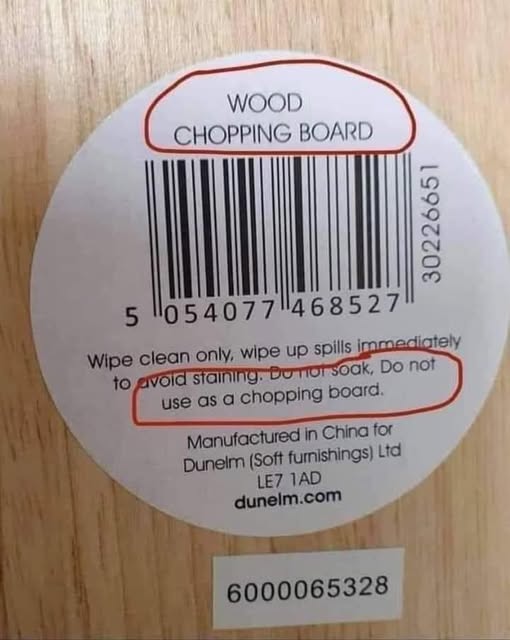 WOOD
CHOPPING BOARD
30226651
5 054077 468527
Wipe clean only, wipe up spills immediately
to avoid staining. Do not soak, Do not
use as a chopping board.
Manufactured in China for
Dunelm (Soft furnishings) Ltd
LE7 1AD
dunelm.com
6000065328